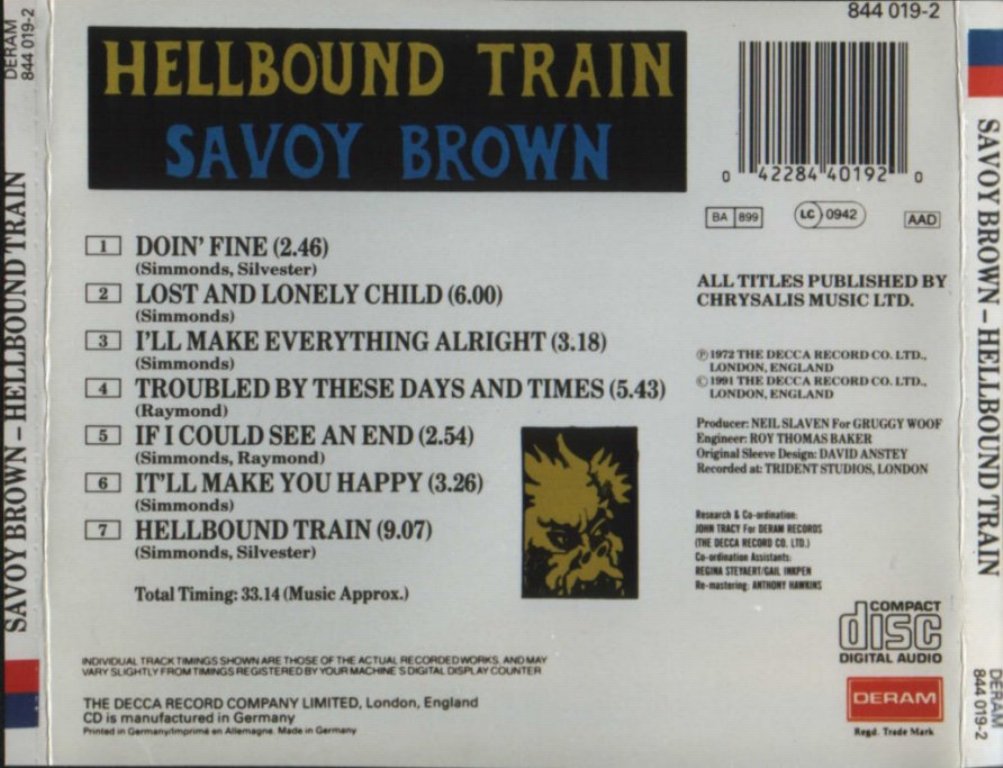 DERAM
844 019-2
SAVOY BROWN – HELLBOUND TRAIN
844 019-2
HELLBOUND TRAIN
SAVOY BROWN
0 42284 40192 0
BA 899
LC 0942
AAD
1 DOIN' FINE (2.46)
(Simmonds, Silvester)
2 LOST AND LONELY CHILD (6.00)
(Simmonds)
3 I'LL MAKE EVERYTHING ALRIGHT (3.18)
(Simmonds)
4 TROUBLED BY THESE DAYS AND TIMES (5.43)
(Raymond)
5 IF I COULD SEE AN END (2.54)
(Simmonds, Raymond)
6 IT'LL MAKE YOU HAPPY (3.26)
(Simmonds)
7 HELLBOUND TRAIN (9.07)
(Simmonds, Silvester)
Total Timing: 33.14 (Music Approx.)
ALL TITLES PUBLISHED BY
CHRYSALIS MUSIC LTD.
℗ 1972 THE DECCA RECORD CO. LTD.,
LONDON, ENGLAND
© 1991 THE DECCA RECORD CO. LTD.,
LONDON, ENGLAND
Producer: NEIL SLAVEN For GRUGGY WOOF
Engineer: ROY THOMAS BAKER
Original Sleeve Design: DAVID ANSTEY
Recorded at: TRIDENT STUDIOS, LONDON
Research & Co-ordination:
JOHN TRACY For DERAM RECORDS
(THE DECCA RECORD CO. LTD.)
Co-ordination Assistants:
REGINA STEYAERT/GAIL INKPEN
Re-mastering: ANTHONY HAWKINS
INDIVIDUAL TRACK TIMINGS SHOWN ARE THOSE OF THE ACTUAL RECORDED WORKS, AND MAY
VARY SLIGHTLY FROM TIMINGS REGISTERED BY YOUR MACHINE'S DIGITAL DISPLAY COUNTER
THE DECCA RECORD COMPANY LIMITED, London, England
CD is manufactured in Germany
Printed in Germany/Imprimé en Allemagne. Made in Germany
COMPACT
disc
DIGITAL AUDIO
DERAM
Regd. Trade Mark
SAVOY BROWN – HELLBOUND TRAIN
DERAM
844 019-2